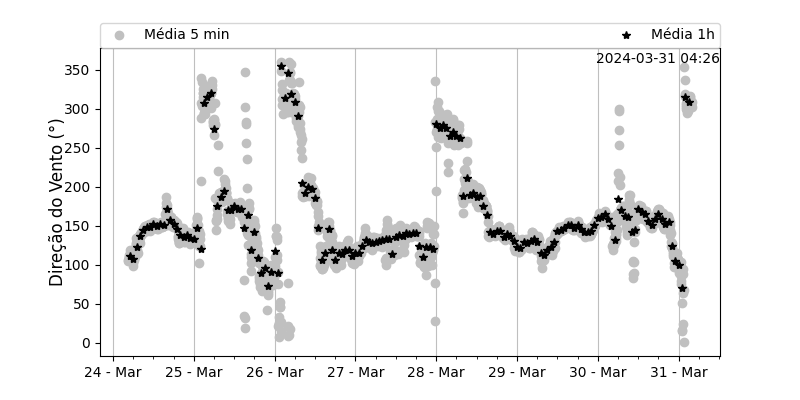 Média 5 min
Média 1h
2024-03-31 04:26
Direção do Vento (°)
350
300
250
200
150
100
50
0
24 - Mar
25 - Mar
26 - Mar
27 - Mar
28 - Mar
29 - Mar
30 - Mar
31 - Mar